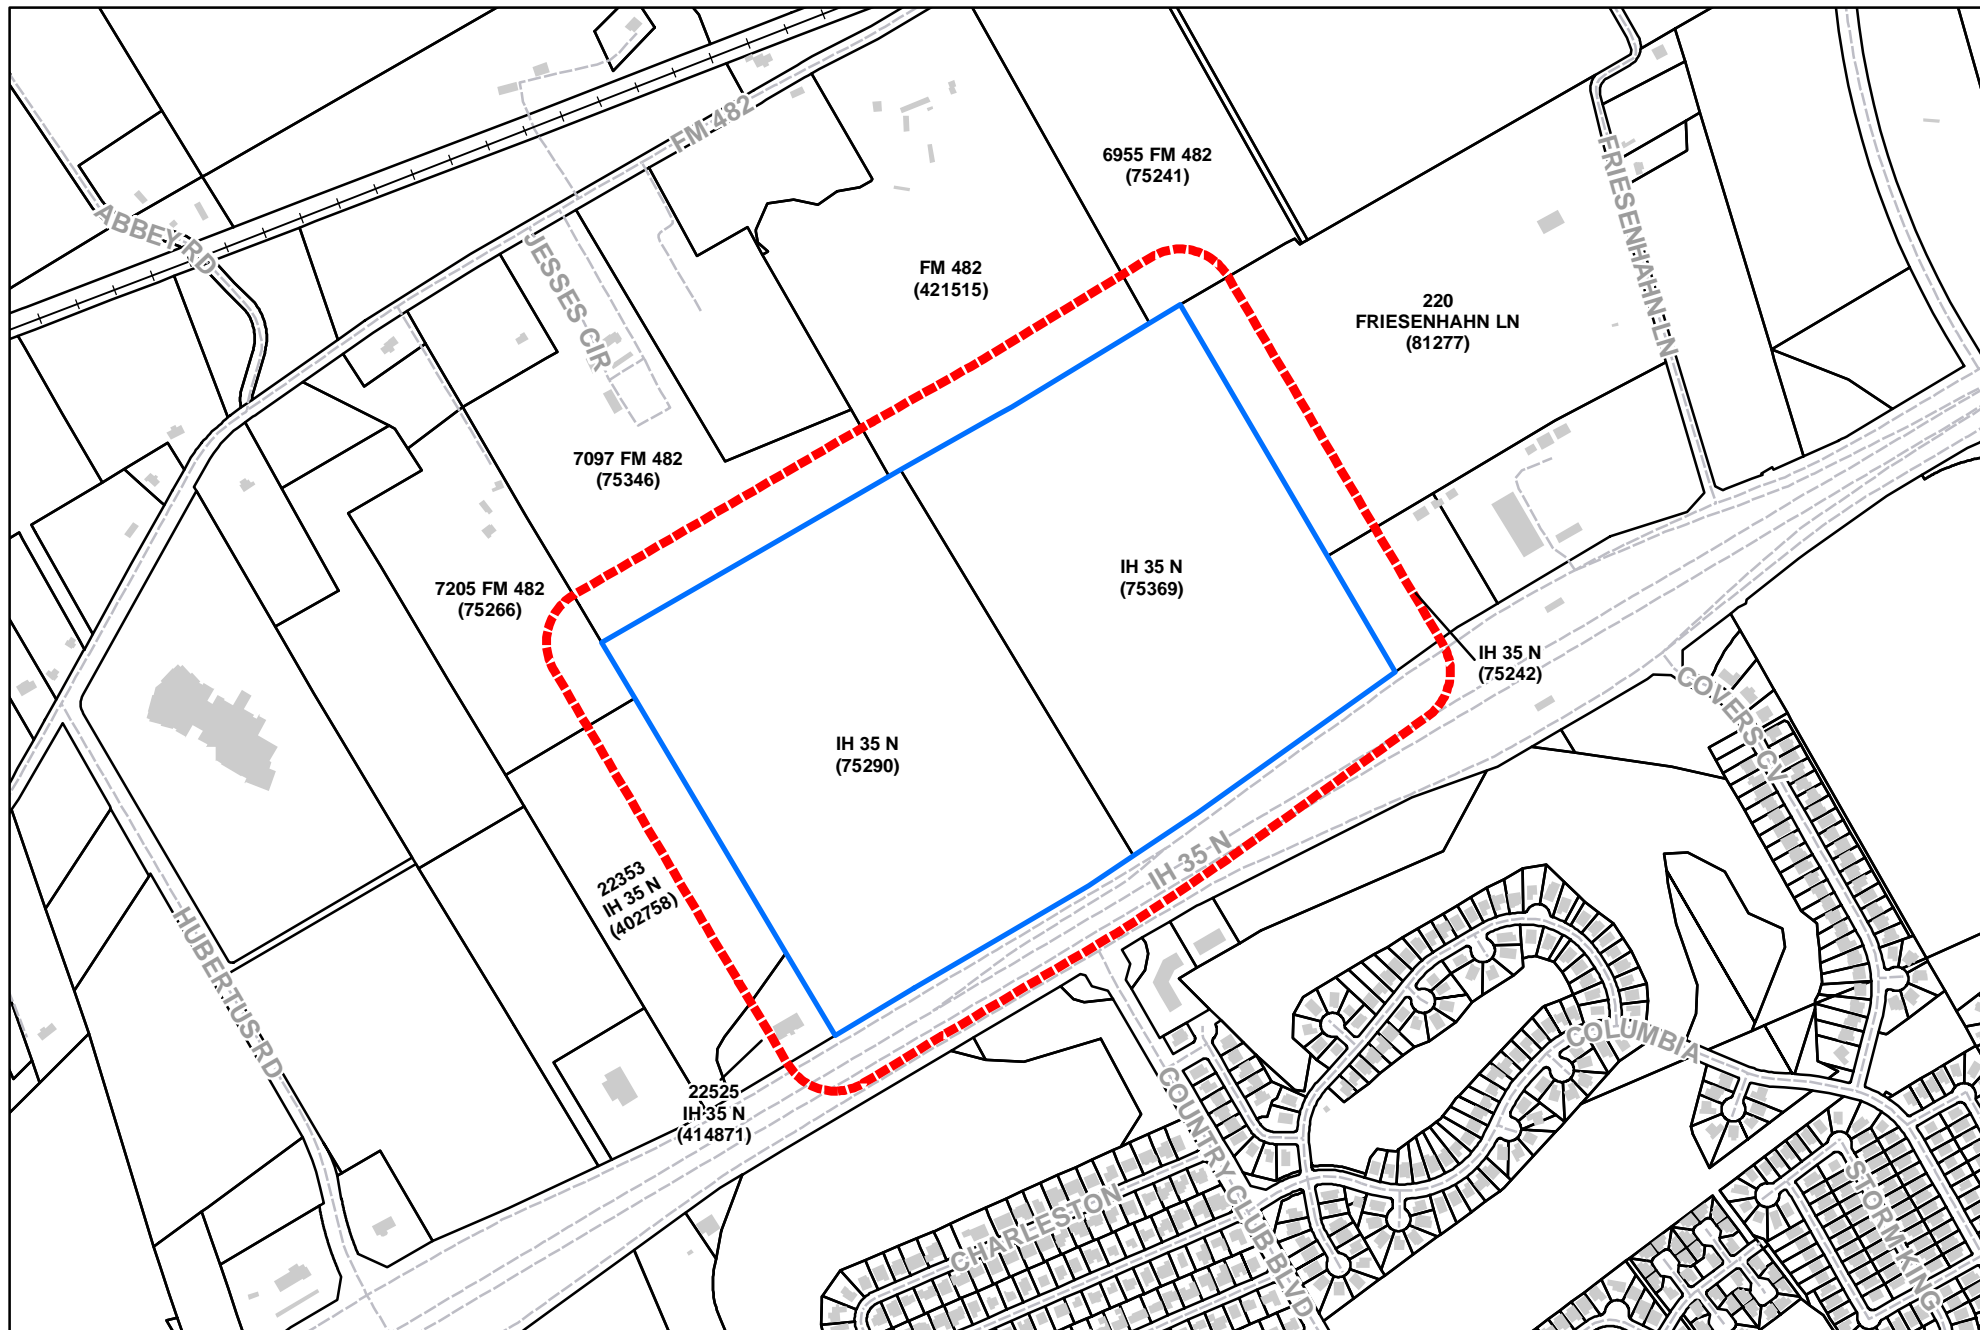 FM 482
6955 FM 482
(75241)
FRIESENHAHN LN
ABBEY RD
JESSES CIR
FM 482
(421515)
220
FRIESENHAHN LN
(81277)
7097 FM 482
(75346)
7205 FM 482
(75266)
IH 35 N
(75369)
IH 35 N
(75242)
COVERS CV
IH 35 N
(75290)
IH 35 N
22353
IH 35 N
(402758)
HUBERTUS RD
COLUMBIA
22525
IH 35 N
(414871)
COUNTRY CLUB BLVD
CHARLESTON
STORM KING